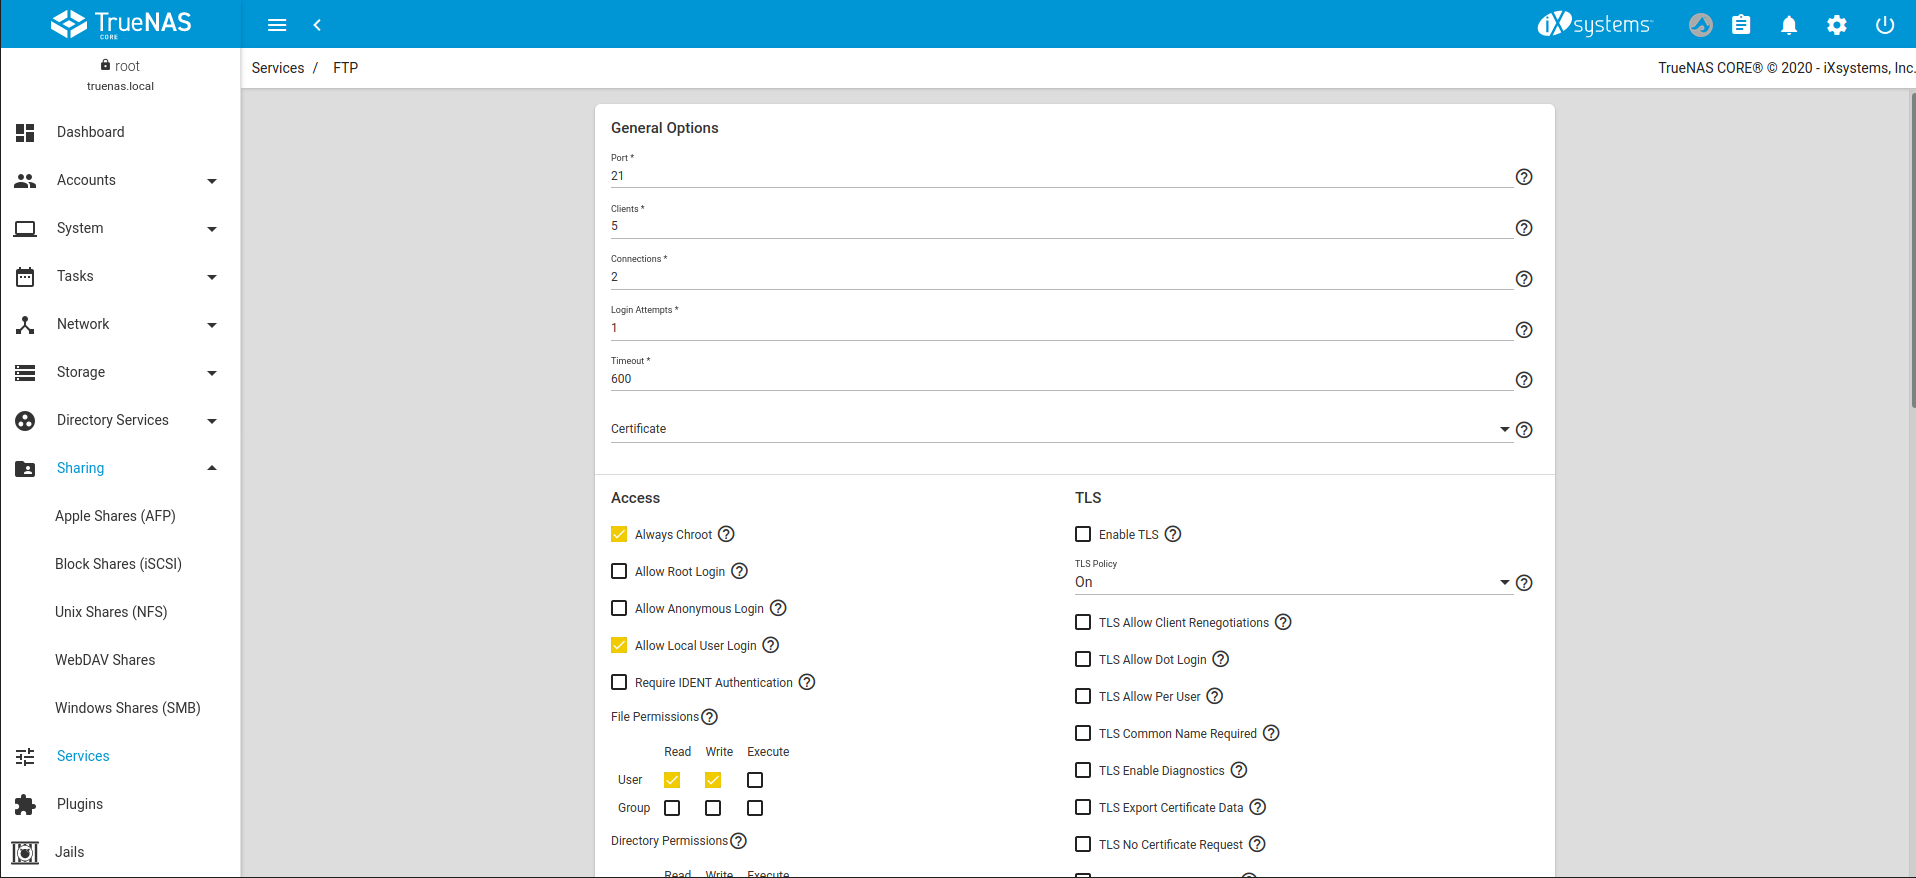 TrueNAS
CORE
iXsystems
root
truenas.local
Services / FTP
TrueNAS CORE® © 2020 - iXsystems, Inc.
Dashboard
Accounts
System
Tasks
Network
Storage
Directory Services
Sharing
Apple Shares (AFP)
Block Shares (iSCSI)
Unix Shares (NFS)
WebDAV Shares
Windows Shares (SMB)
Services
Plugins
Jails
General Options
Port *
21
Clients *
5
Connections *
2
Login Attempts *
1
Timeout *
600
Certificate
Access
Always Chroot
Allow Root Login
Allow Anonymous Login
Allow Local User Login
Require IDENT Authentication
File Permissions
Read Write Execute
User
Group
Directory Permissions
Read Write Execute
TLS
Enable TLS
TLS Policy
On
TLS Allow Client Renegotiations
TLS Allow Dot Login
TLS Allow Per User
TLS Common Name Required
TLS Enable Diagnostics
TLS Export Certificate Data
TLS No Certificate Request